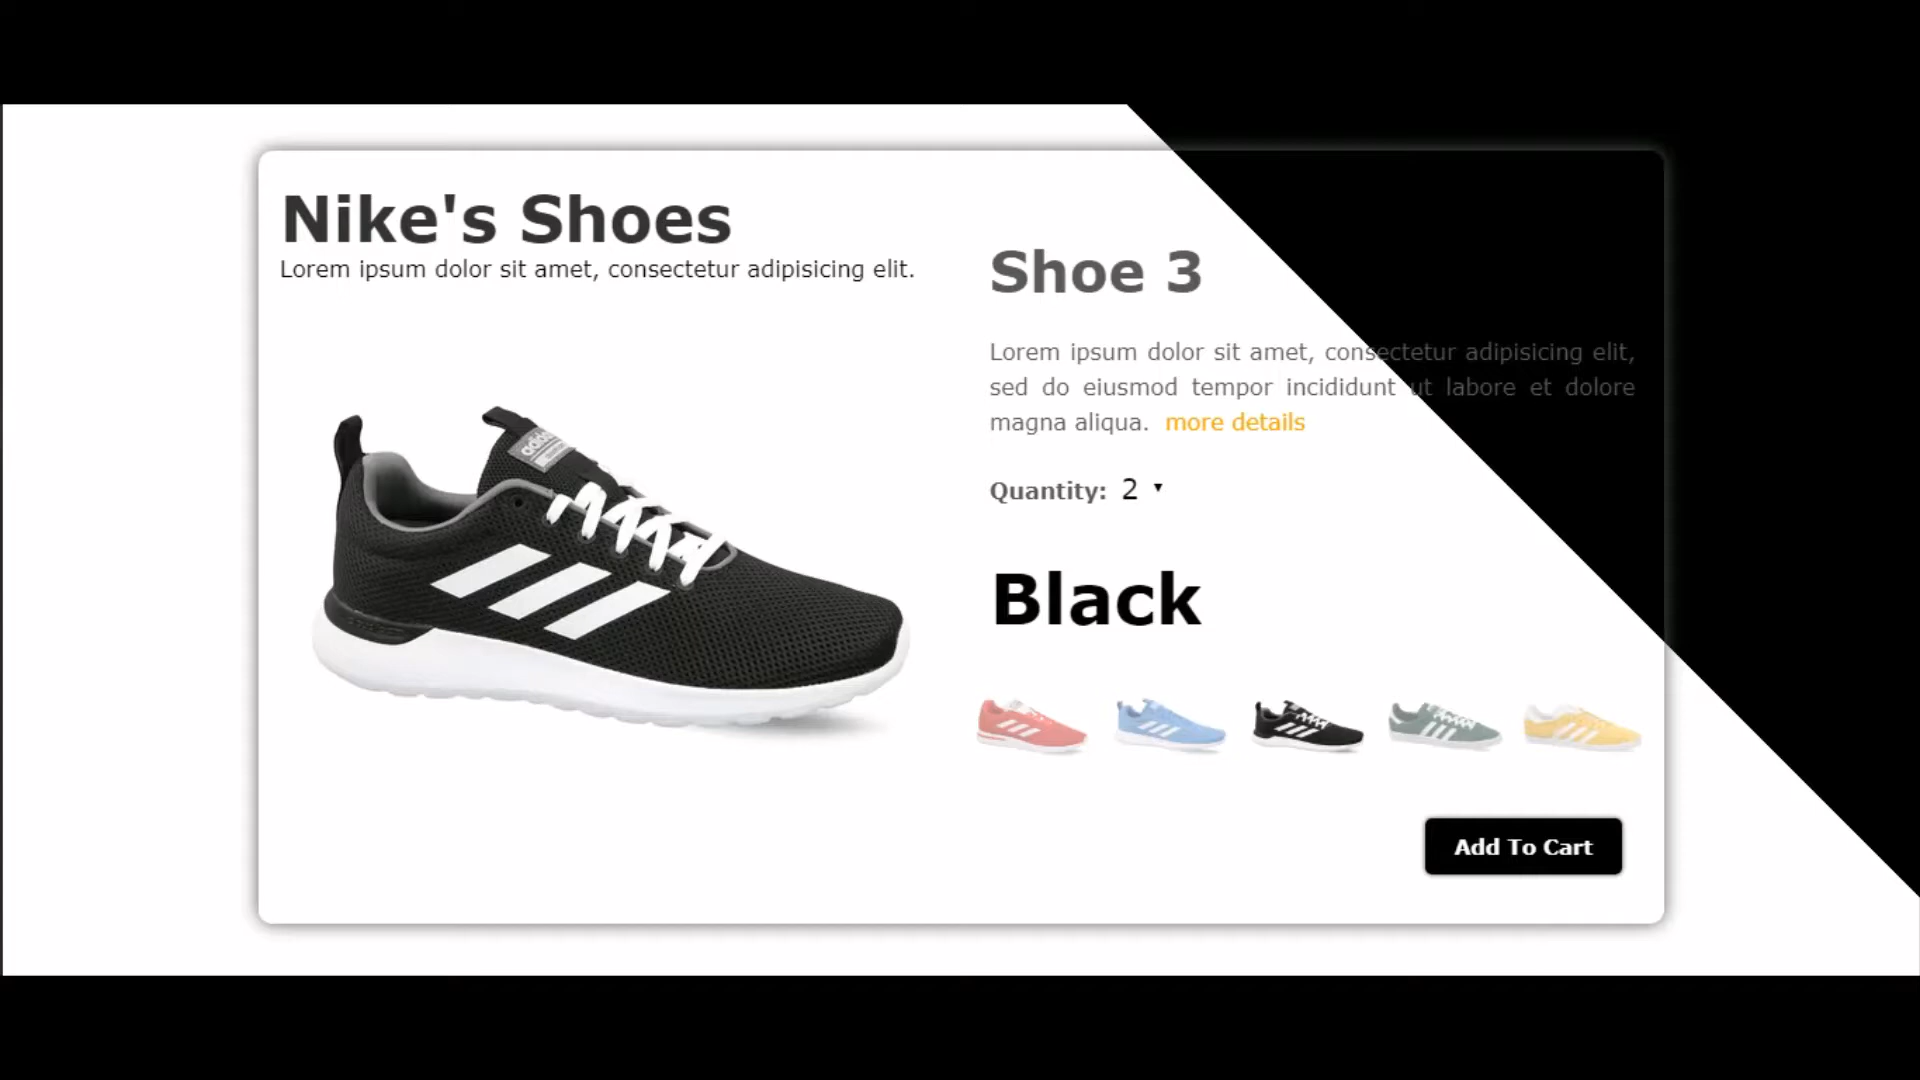 Nike's Shoes
Lorem ipsum dolor sit amet, consectetur adipisicing elit.
Shoe 3
Lorem ipsum dolor sit amet, consectetur adipisicing elit,
sed do eiusmod tempor incididunt ut labore et dolore
magna aliqua. more details
Quantity: 2
Black
Add To Cart